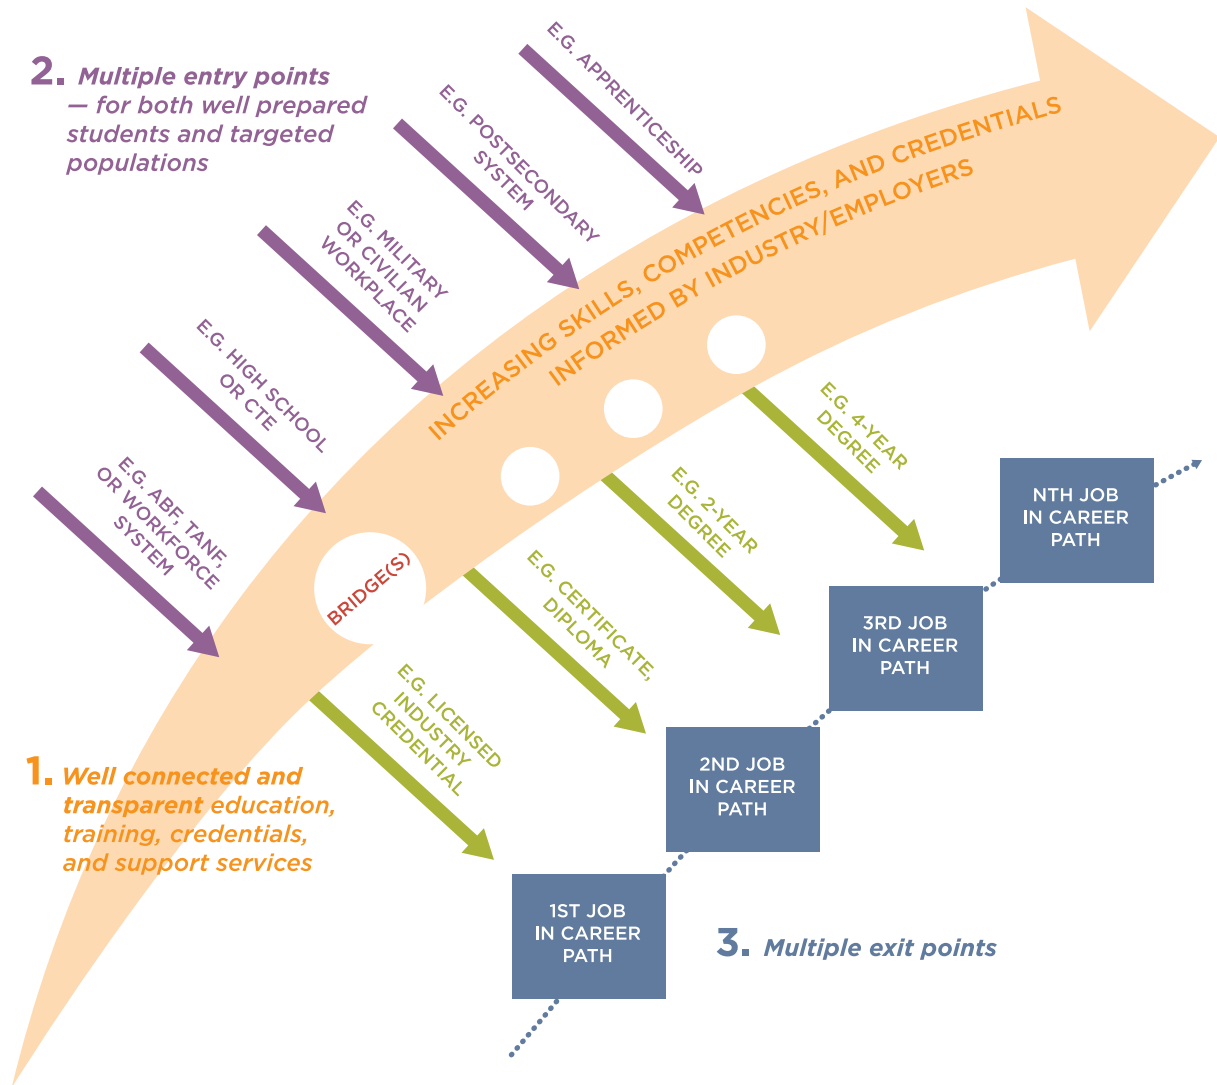 2. Multiple entry points
— for both well prepared
students and targeted
populations
E.G. APPRENTICESHIP
E.G. POSTSECONDARY
SYSTEM
E.G. MILITARY
OR CIVILIAN
WORKPLACE
E.G. HIGH SCHOOL
OR CTE
E.G. ABF, TANF,
OR WORKFORCE
SYSTEM
INCREASING SKILLS, COMPETENCIES, AND CREDENTIALS
INFORMED BY INDUSTRY/EMPLOYERS
BRIDGE(S)
E.G. 4-YEAR
DEGREE
E.G. 2-YEAR
DEGREE
E.G. CERTIFICATE,
DIPLOMA
E.G. LICENSED
INDUSTRY
CREDENTIAL
NTH JOB
IN CAREER
PATH
3RD JOB
IN CAREER
PATH
2ND JOB
IN CAREER
PATH
1ST JOB
IN CAREER
PATH
1. Well connected and
transparent education,
training, credentials,
and support services
3. Multiple exit points